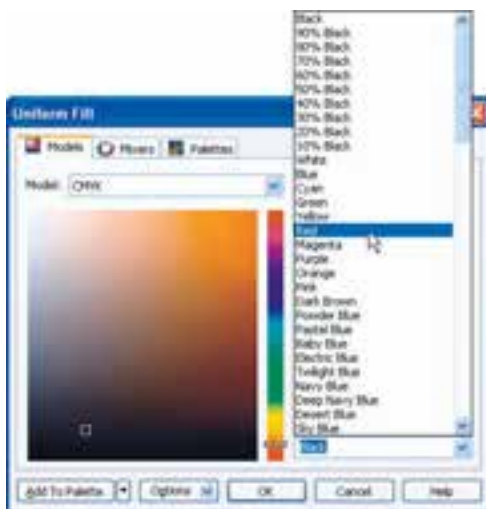 Black
90% Black
80% Black
70% Black
60% Black
50% Black
40% Black
30% Black
20% Black
10% Black
White
Blue
Cyan
Green
Yellow
Red
Magenta
Purple
Orange
Pink
Dark Brown
Powder Blue
Pastel Blue
Baby Blue
Electric Blue
Twilight Blue
Navy Blue
Deep Navy Blue
Desert Blue
Sky Blue
Uniform Fill
Models Mixers Palettes
Model: CMYK
Black
Add To Palette Options OK Cancel Help